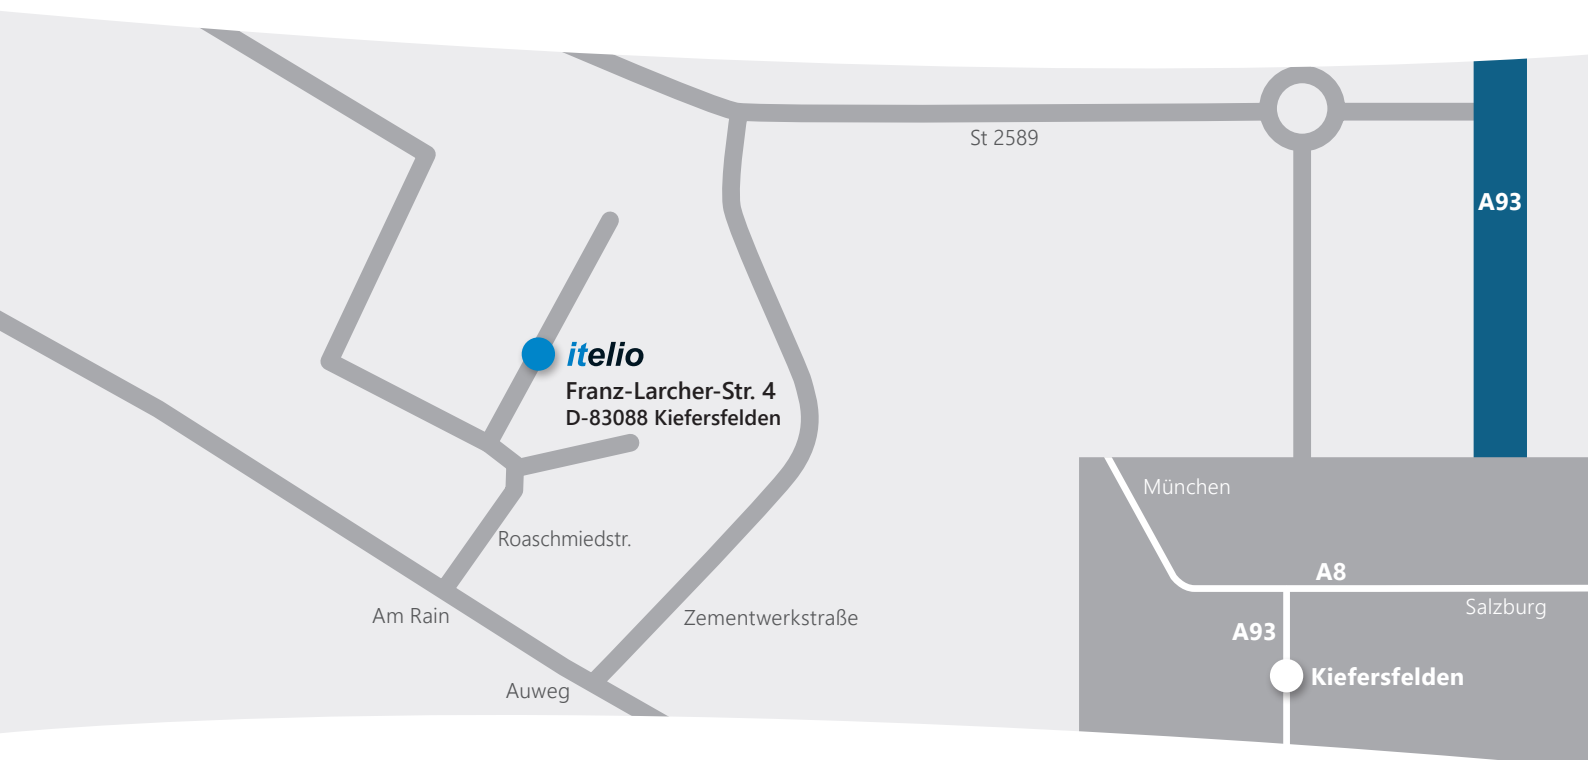 St 2589
A93
itelio
Franz-Larcher-Str. 4
D-83088 Kiefersfelden
München
Roaschmiedstr.
A8
Salzburg
Am Rain
Zementwerkstraße
A93
Kiefersfelden
Auweg